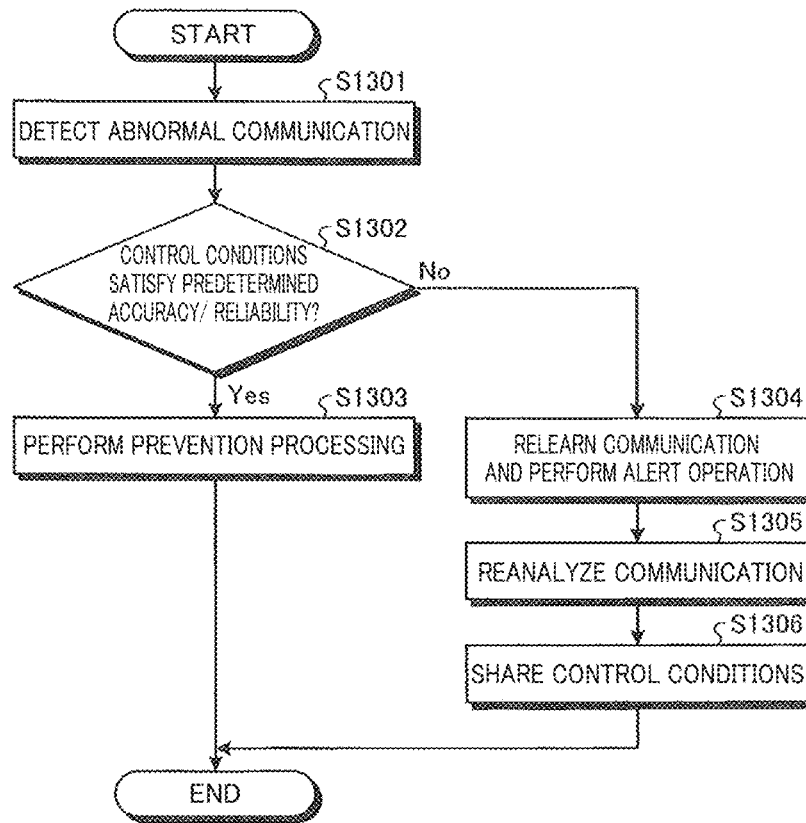 START
S1301
DETECT ABNORMAL COMMUNICATION
S1302
CONTROL CONDITIONS
SATISFY PREDETERMINED
ACCURACY/ RELIABILITY?
No
Yes
S1303
PERFORM PREVENTION PROCESSING
S1304
RELEARN COMMUNICATION
AND PERFORM ALERT OPERATION
S1305
REANALYZE COMMUNICATION
S1306
SHARE CONTROL CONDITIONS
END